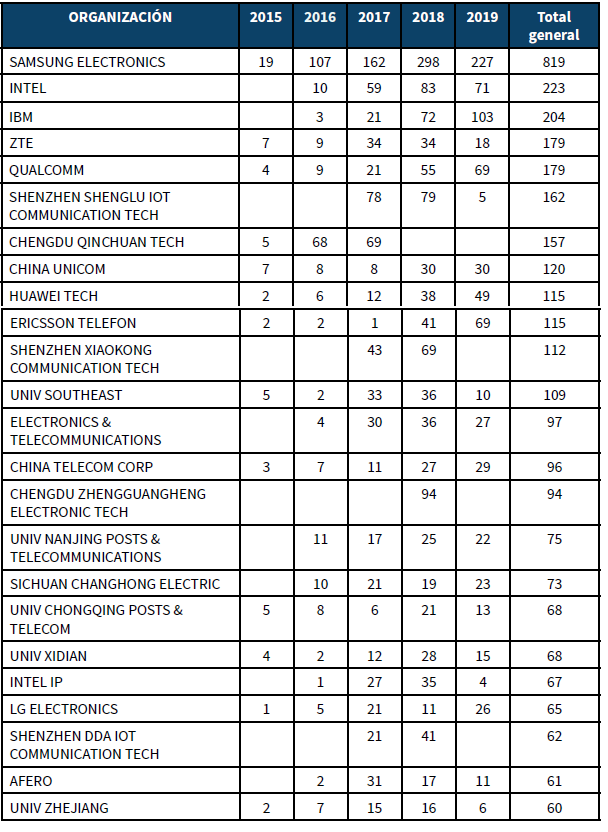 ORGANIZACIÓN 2015 2016 2017 2018 2019 Total
general
SAMSUNG ELECTRONICS 19 107 162 298 227 819
INTEL 10 59 83 71 223
IBM 3 21 72 103 204
ZTE 7 9 34 34 18 179
QUALCOMM 4 9 21 55 69 179
SHENZHEN SHENGLU IOT 78 79 5 162
COMMUNICATION TECH
CHENGDU QINCHUAN TECH 5 68 69 157
CHINA UNICOM 7 8 8 30 30 120
HUAWEI TECH 2 6 12 38 49 115
ERICSSON TELEFON 2 2 1 41 69 115
SHENZHEN XIAOKONG 43 69 112
COMMUNICATION TECH
UNIV SOUTHEAST 5 2 33 36 10 109
ELECTRONICS & 4 30 36 27 97
TELECOMMUNICATIONS
CHINA TELECOM CORP 3 7 11 27 29 96
CHENGDU ZHENGGUANGHENG 94 94
ELECTRONIC TECH
UNIV NANJING POSTS & 11 17 25 22 75
TELECOMMUNICATIONS
SICHUAN CHANGHONG ELECTRIC 10 21 19 23 73
UNIV CHONGQING POSTS & 5 8 6 21 13 68
TELECOM
UNIV XIDIAN 4 2 12 28 15 68
INTEL IP 1 27 35 4 67
LG ELECTRONICS 1 5 21 11 26 65
SHENZHEN DDA IOT 21 41 62
COMMUNICATION TECH
AFERO 2 31 17 11 61
UNIV ZHEJIANG 2 7 15 16 6 60